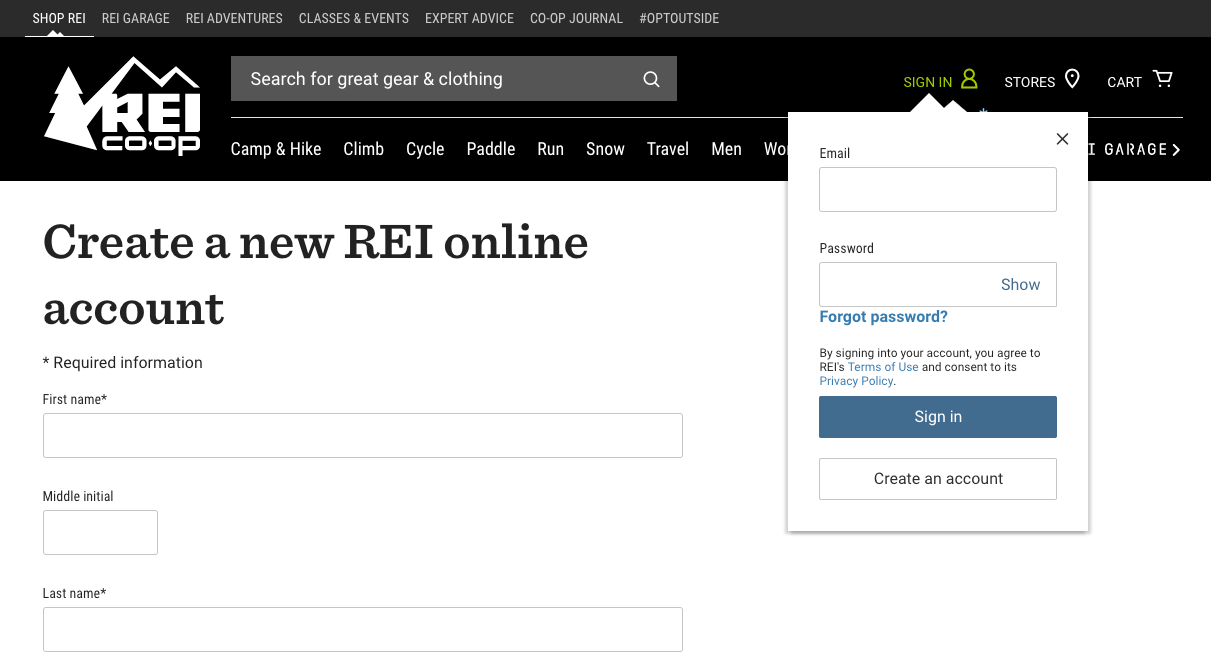 SHOP REI REI GARAGE REI ADVENTURES CLASSES & EVENTS EXPERT ADVICE CO-OP JOURNAL #OPTOUTSIDE
REI
CO·OP
Search for great gear & clothing
SIGN IN STORES CART
Camp & Hike Climb Cycle Paddle Run Snow Travel Men GARAGE
Create a new REI online
account
* Required information
First name*
Middle initial
Last name*
Email
Password
Show
Forgot password?
By signing into your account, you agree to
REI's Terms of Use and consent to its
Privacy Policy.
Sign in
Create an account